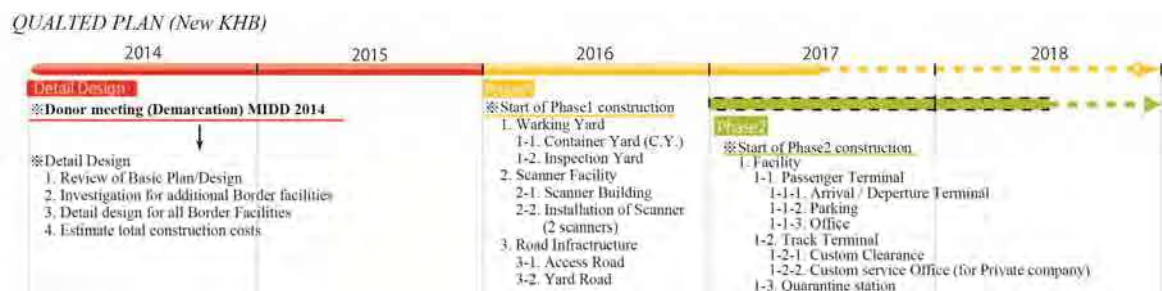 QUALTED PLAN (New KHB)
2014 2015 2016 2017 2018
Detail Design
※Donor meeting (Demarcation) MIDD 2014
※Detail Design
1. Review of Basic Plan/Design
2. Investigation for additional Border facilities
3. Detail design for all Border Facilities
4. Estimate total construction costs
Phase1
※Start of Phase1 construction
1. Warking Yard
1-1. Container Yard (C.Y.)
1-2. Inspection Yard
2. Scanner Facility
2-1. Scanner Building
2-2. Installation of Scanner
(2 scanners)
3. Road Infractructure
3-1. Access Road
3-2. Yard Road
Phase2
※Start of Phase2 construction
1. Facility
1-1. Passenger Terminal
1-1-1. Arrival / Deperture Terminal
1-1-2. Parking
1-1-3. Office
1-2. Track Terminal
1-2-1. Custom Clearance
1-2-2. Custom service Office (for Private company)
1-3. Quarantine station